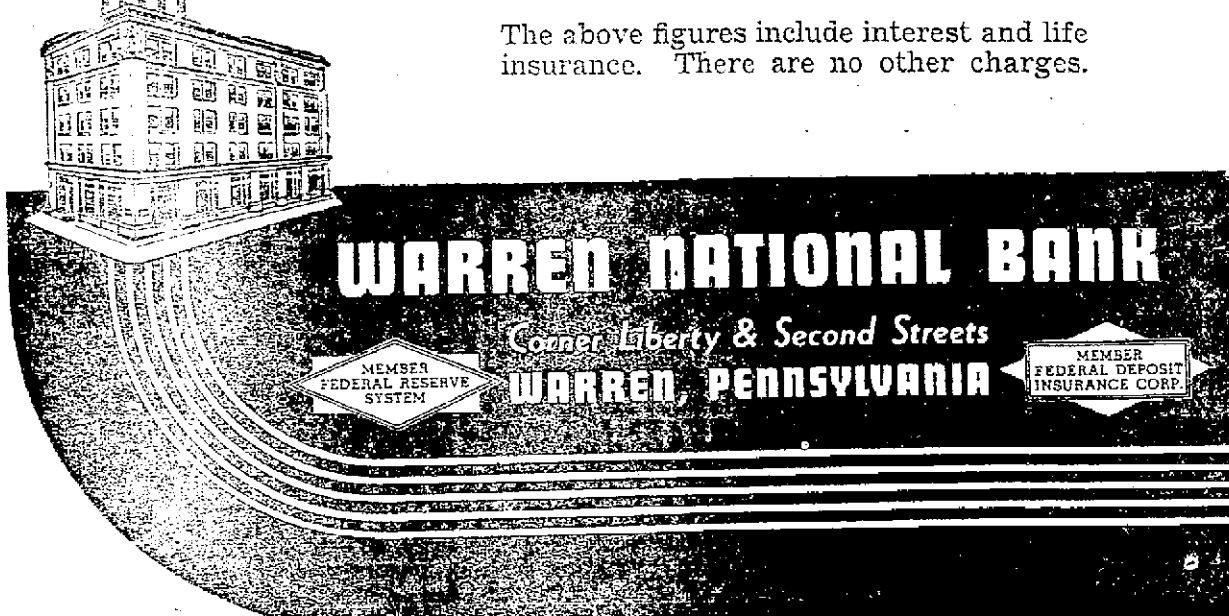 The above figures include interest and life
insurance. There are no other charges.
WARREN NATIONAL BANK
Corner Liberty & Second Streets
WARREN, PENNSYLVANIA
MEMBER
FEDERAL RESERVE
SYSTEM
MEMBER
FEDERAL DEPOSIT
INSURANCE CORP.